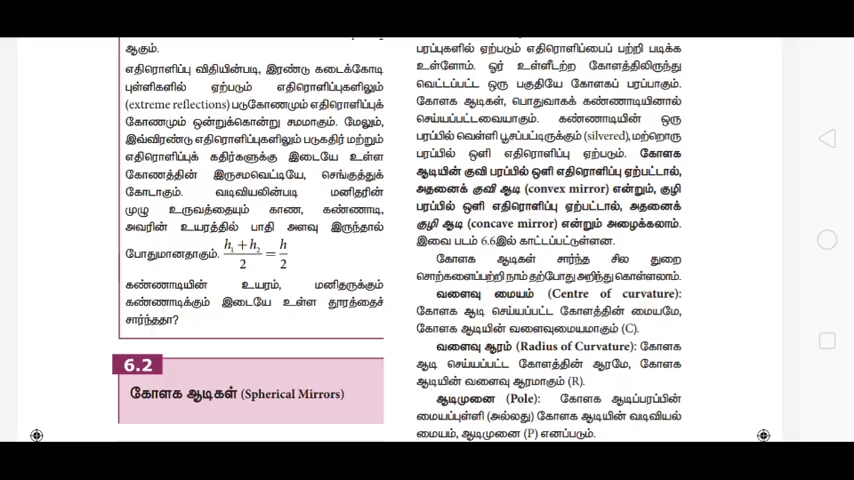 ஆகும்.
எதிரொளிப்பு விதியின்படி, இரண்டு கடைக்கோடி
புள்ளிகளில் ஏற்படும் எதிரொளிப்புகளிலும்
(extreme reflections) படுகோணமும் எதிரொளிப்புக்
கோணமும் ஒன்றுக்கொன்று சமமாகும். மேலும்,
இவ்விரண்டு எதிரொளிப்புகளிலும் படுகதிர் மற்றும்
எதிரொளிப்புக் கதிர்களுக்கு இடையே உள்ள
கோணத்தின் இருசமவெட்டியே, செங்குத்துக்
கோடாகும். வடிவியலின்படி மனிதரின்
முழு உருவத்தையும் காண, கண்ணாடி,
அவரின் உயரத்தில் பாதி அளவு இருந்தால்
போதுமானதாகும். (h₁ + h₂)/2 = h/2
கண்ணாடியின் உயரம், மனிதருக்கும்
கண்ணாடிக்கும் இடையே உள்ள தூரத்தைச்
சார்ந்ததா?
6.2
கோளக ஆடிகள் (Spherical Mirrors)
பரப்புகளில் ஏற்படும் எதிரொளிப்பைப் பற்றி படிக்க
உள்ளோம். ஓர் உள்ளீடற்ற கோளத்திலிருந்து
வெட்டப்பட்ட ஒரு பகுதியே கோளகப் பரப்பாகும்.
கோளக ஆடிகள், பொதுவாகக் கண்ணாடியினால்
செய்யப்பட்டவையாகும். கண்ணாடியின் ஒரு
பரப்பில் வெள்ளி பூசப்பட்டிருக்கும் (silvered), மற்றொரு
பரப்பில் ஒளி எதிரொளிப்பு ஏற்படும். கோளக
ஆடியின் குவி பரப்பில் ஒளி எதிரொளிப்பு ஏற்பட்டால்,
அதனைக் குவி ஆடி (convex mirror) என்றும், குழி
பரப்பில் ஒளி எதிரொளிப்பு ஏற்பட்டால், அதனைக்
குழி ஆடி (concave mirror) என்றும் அழைக்கலாம்.
இவை படம் 6.6இல் காட்டப்பட்டுள்ளன.
கோளக ஆடிகள் சார்ந்த சில துறை
சொற்களைப்பற்றி நாம் தற்போது அறிந்து கொள்ளலாம்.
வளைவு மையம் (Centre of curvature):
கோளக ஆடி செய்யப்பட்ட கோளத்தின் மையமே,
கோளக ஆடியின் வளைவுமையமாகும் (C).
வளைவு ஆரம் (Radius of Curvature): கோளக
ஆடி செய்யப்பட்ட கோளத்தின் ஆரமே, கோளக
ஆடியின் வளைவு ஆரமாகும் (R).
ஆடிமுனை (Pole): கோளக ஆடிப்பரப்பின்
மையப்புள்ளி (அல்லது) கோளக ஆடியின் வடிவியல்
மையம், ஆடிமுனை (P) எனப்படும்.